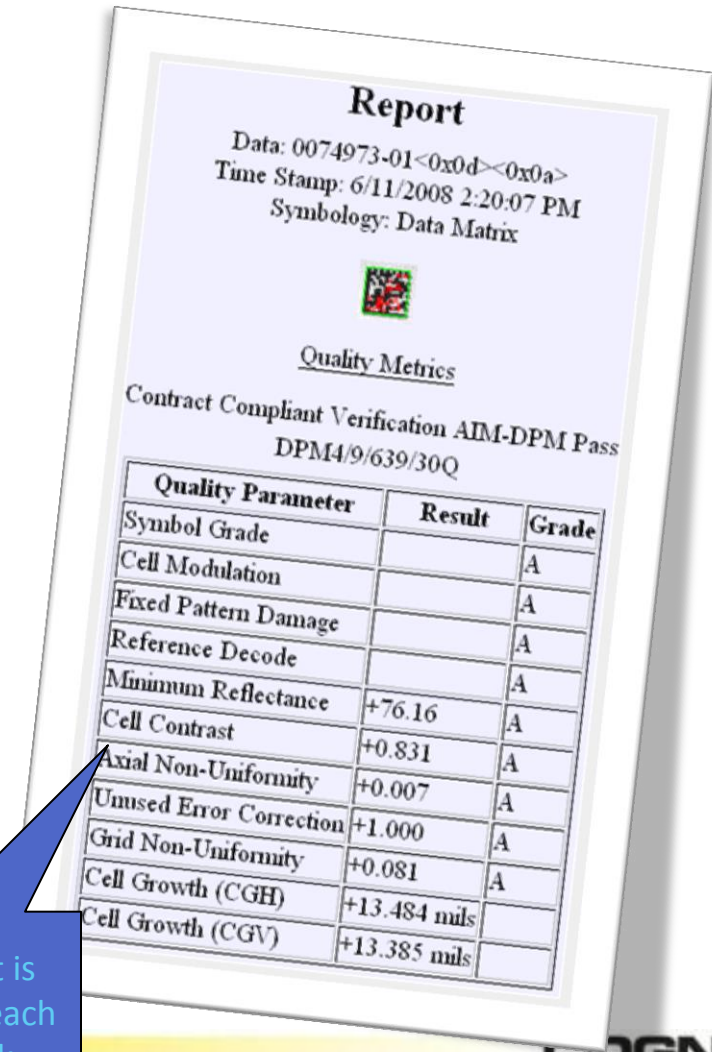 Report
Data: 0074973-01<0x0d><0x0a>
Time Stamp: 6/11/2008 2:20:07 PM
Symbology: Data Matrix
Quality Metrics
Contract Compliant Verification AIM-DPM Pass
DPM4/9/639/30Q
Quality Parameter Result Grade
Symbol Grade A
Cell Modulation A
Fixed Pattern Damage A
Reference Decode A
Minimum Reflectance +76.16 A
Cell Contrast +0.831 A
Axial Non-Uniformity +0.007 A
Unused Error Correction +1.000 A
Grid Non-Uniformity +0.081 A
Cell Growth (CGH) +13.484 mils
Cell Growth (CGV) +13.385 mils
is
each